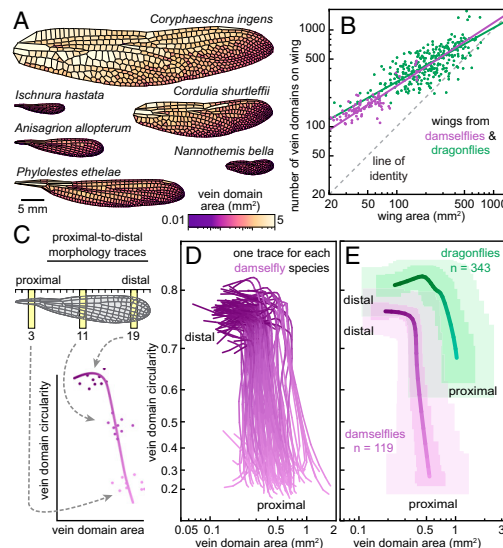 A
Coryphaeschna ingens
Ischnura hastata
Cordulia shurtleffii
Anisagrion allopterum
Nannothemis bella
Phylolestes ethelae
5 mm
vein domain
area (mm²)
0.01
5
B
number of vein domains on wing
1000
500
200
100
50
20
wings from
damselflies &
dragonflies
line of
identity
20
50
100
200
500
1000
wing area (mm²)
C
proximal-to-distal
morphology traces
proximal
distal
3
11
19
vein domain circularity
vein domain area
D
one trace for each
damselfly species
distal
proximal
vein domain circularity
0.8
0.7
0.6
0.5
0.4
0.3
0.2
0.05
0.1
0.5
1
2
vein domain area (mm²)
E
dragonflies
n = 343
distal
distal
proximal
damselflies
n = 119
proximal
0.1
0.5
1
3
vein domain area (mm²)